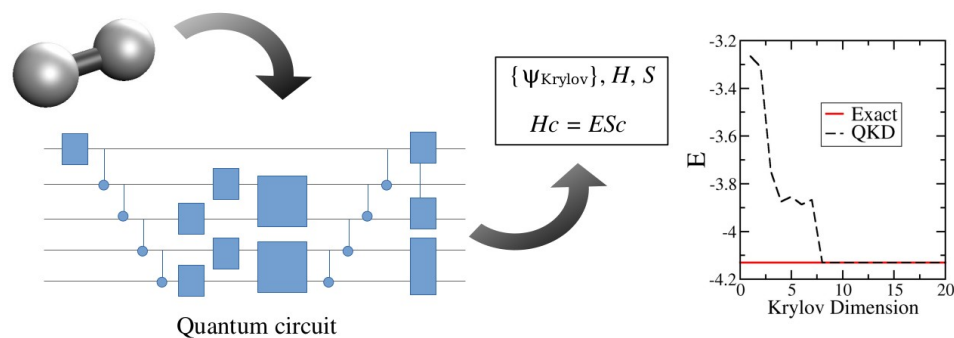 {ψKrylov}, H, S
Hc = ESc
Quantum circuit
E
-3.2
-3.4
-3.6
-3.8
-4
-4.2
Exact
QKD
0 5 10 15 20
Krylov Dimension